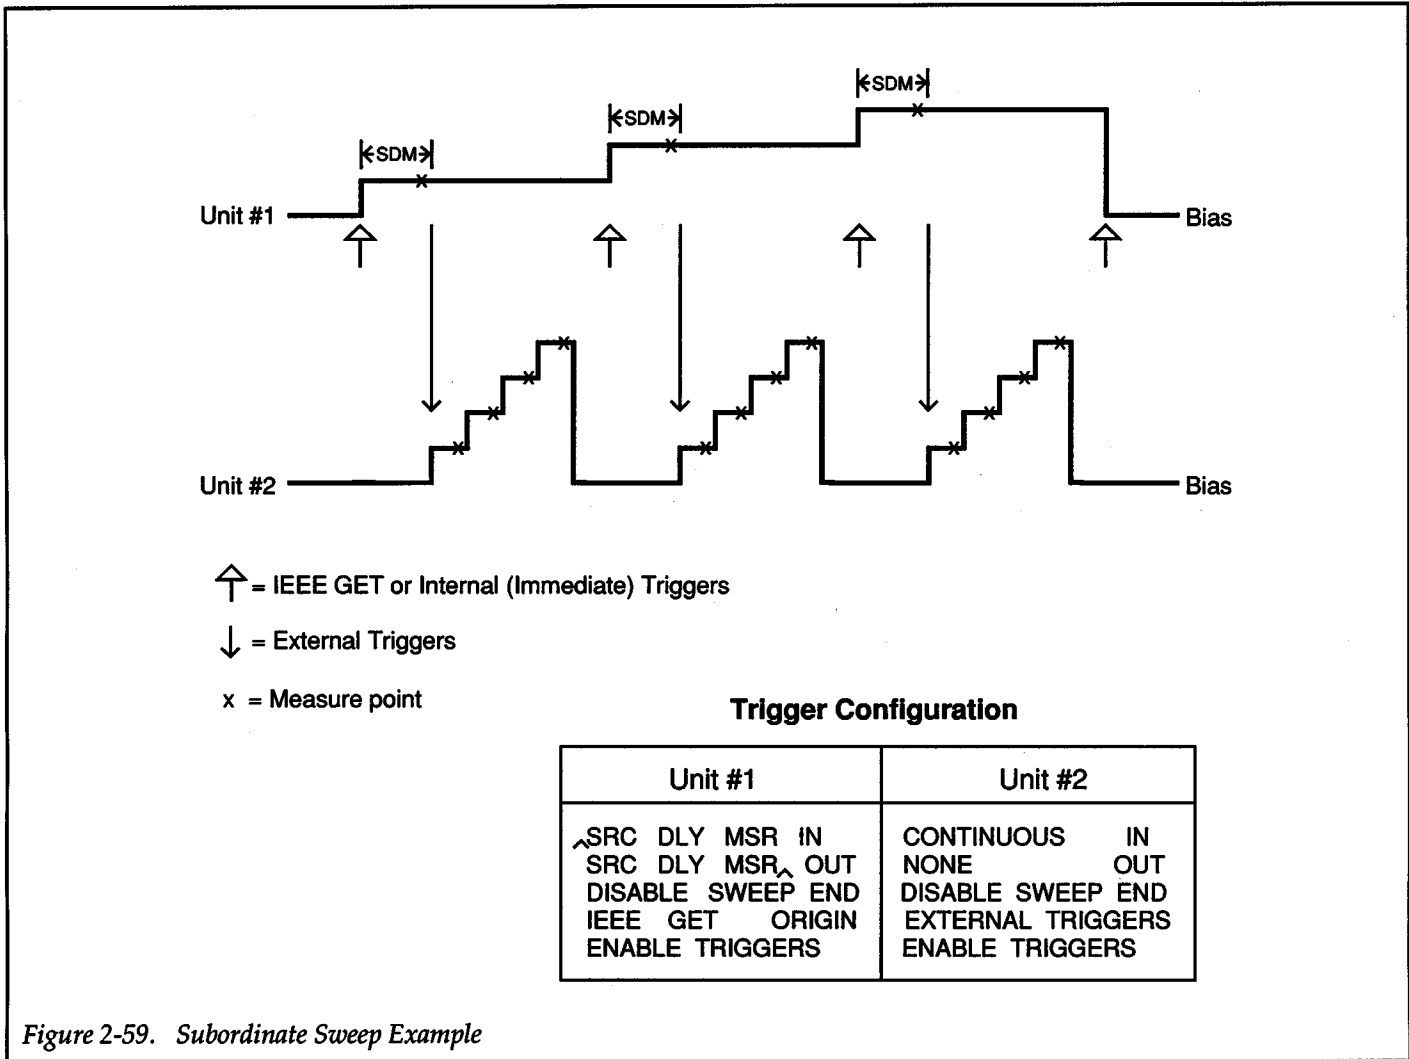 SDM
SDM
SDM
Unit #1
Bias
Unit #2
Bias
= IEEE GET or Internal (Immediate) Triggers
= External Triggers
x = Measure point
Trigger Configuration
Unit #1 Unit #2
^SRC DLY MSR IN CONTINUOUS IN
SRC DLY MSR^ OUT NONE OUT
DISABLE SWEEP END DISABLE SWEEP END
IEEE GET ORIGIN EXTERNAL TRIGGERS
ENABLE TRIGGERS ENABLE TRIGGERS
Figure 2-59. Subordinate Sweep Example